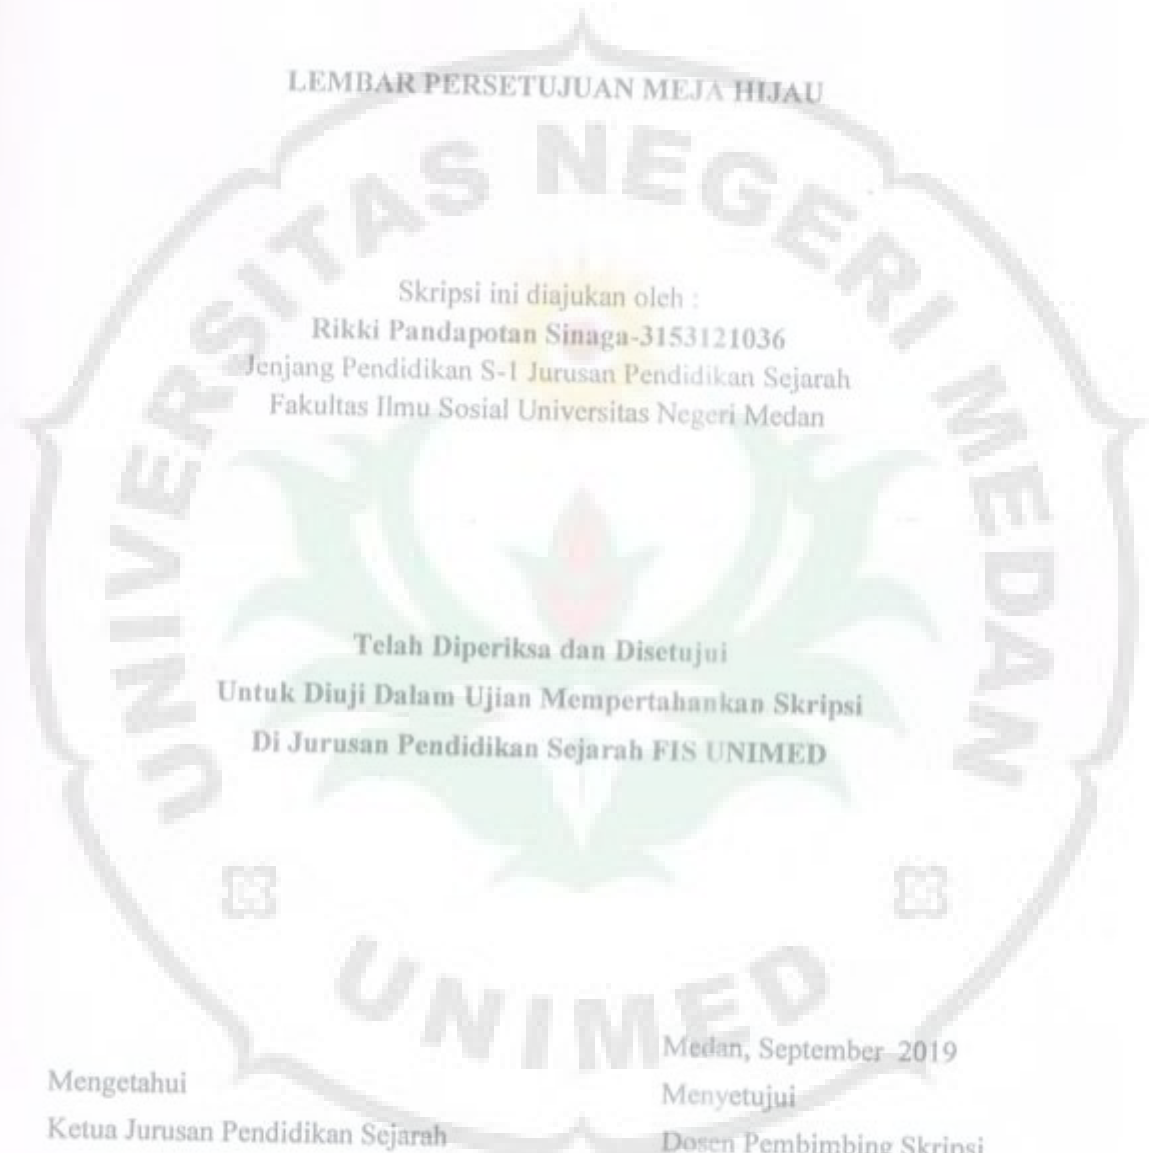 LEMBAR PERSETUJUAN MEJA HIJAU
UNIVERSITAS NEGERI MEDAN
Skripsi ini diajukan oleh :
Rikki Pandapotan Sinaga-3153121036
Jenjang Pendidikan S-1 Jurusan Pendidikan Sejarah
Fakultas Ilmu Sosial Universitas Negeri Medan
Telah Diperiksa dan Disetujui
Untuk Diuji Dalam Ujian Mempertahankan Skripsi
Di Jurusan Pendidikan Sejarah FIS UNIMED
UNIMED
Medan, September 2019
Mengetahui
Menyetujui
Ketua Jurusan Pendidikan Sejarah
Dosen Pembimbing Skripsi